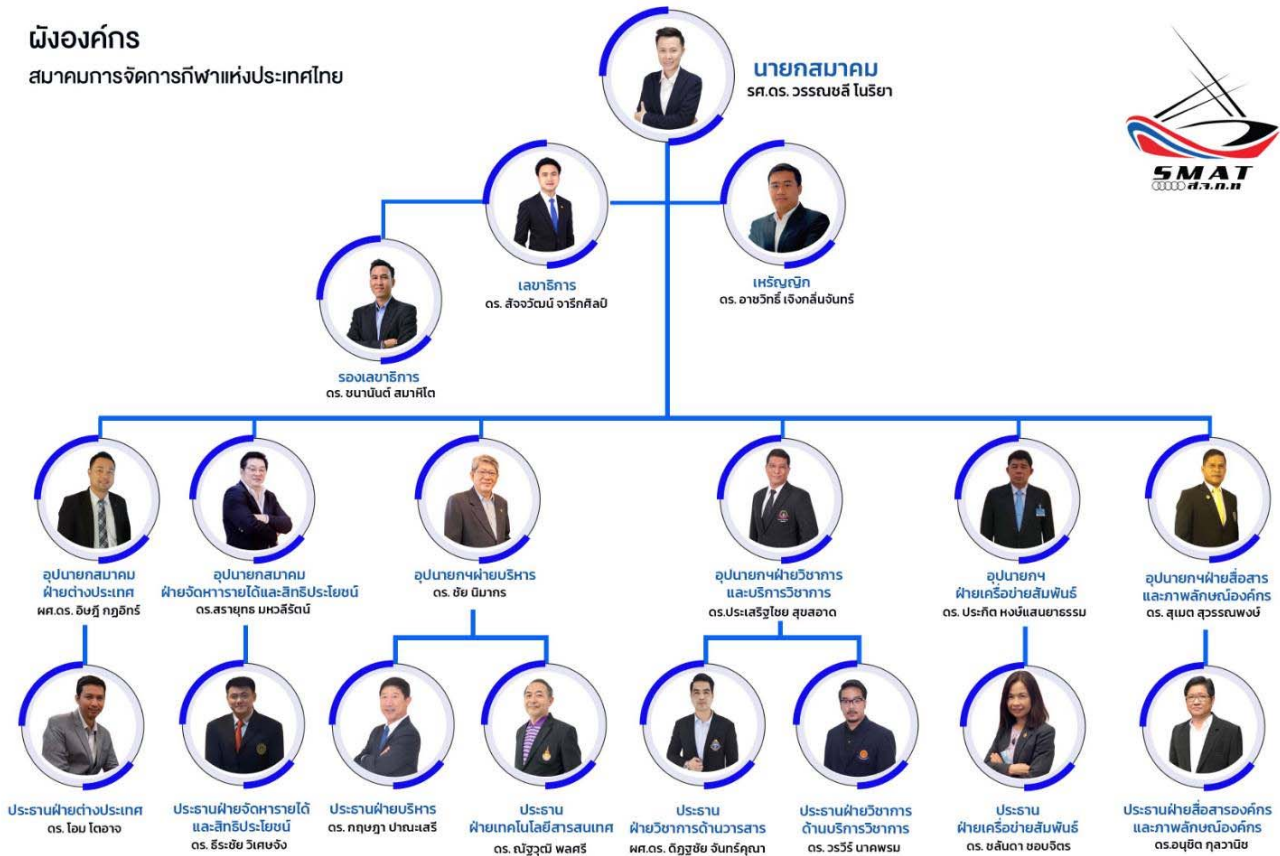 ผังองค์กร
สมาคมการจัดการกีฬาแห่งประเทศไทย
นายกสมาคม
รศ.ดร. วรรณชลี โนริยา
SMAT
ส.จ.ก.ท
เลขาธิการ
ดร. สัจจวัฒน์ จารึกศิลป์
เหรัญญิก
ดร. อาชวิทธิ์ เจิงกลิ่นจันทร์
รองเลขาธิการ
ดร. ชนานันต์ สมาหิโต
อุปนายกสมาคม
ฝ่ายต่างประเทศ
ผศ.ดร. อิษฎี กุฎอินทร์
อุปนายกสมาคม
ฝ่ายจัดหารายได้และสิทธิประโยชน์
ดร.สรายุทธ มหวลีรัตน์
อุปนายกฯฝ่ายบริหาร
ดร. ชัย นิมากร
อุปนายกฯฝ่ายวิชาการ
และบริการวิชาการ
ดร.ประเสริฐไชย สุขสอาด
อุปนายกฯ
ฝ่ายเครือข่ายสัมพันธ์
ดร. ประกิต หงษ์แสนยาธรรม
อุปนายกฯฝ่ายสื่อสาร
และภาพลักษณ์องค์กร
ดร. สุเมต สุวรรณพงษ์
ประธานฝ่ายต่างประเทศ
ดร. โอม โตอาจ
ประธานฝ่ายจัดหารายได้
และสิทธิประโยชน์
ดร. ธีระชัย วิเศษจัง
ประธานฝ่ายบริหาร
ดร. กฤษฎา ปาณะเสรี
ประธาน
ฝ่ายเทคโนโลยีสารสนเทศ
ดร. ณัฐวุฒิ พลศรี
ประธาน
ฝ่ายวิชาการด้านวารสาร
ผศ.ดร. ดิฏฐชัย จันทร์คุณา
ประธานฝ่ายวิชาการ
ด้านบริการวิชาการ
ดร. วรวีร์ นาคพรม
ประธาน
ฝ่ายเครือข่ายสัมพันธ์
ดร. ชลันดา ชอบจิตร
ประธานฝ่ายสื่อสารองค์กร
และภาพลักษณ์องค์กร
ดร.อนุชิต กุลวานิช